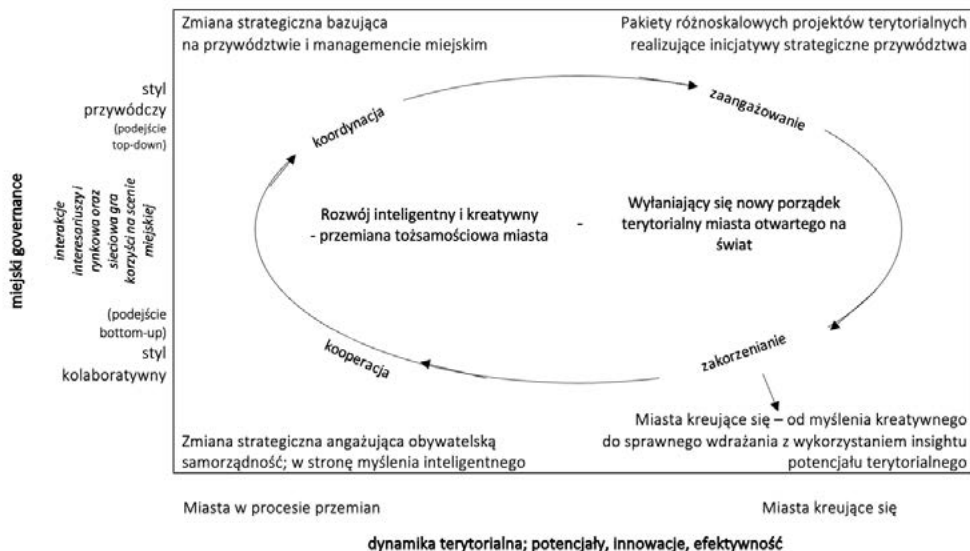 Zmiana strategiczna bazująca
na przywództwie i managemencie miejskim
Pakiety różnoskalowych projektów terytorialnych
realizujące inicjatywy strategiczne przywództwa
styl
przywódczy
(podejście
top-down)
koordynacja
zaangażowanie
miejski governance
interakcje
interesariuszy i
rynkowa oraz
sieciowa gra
korzyści na scenie
miejskiej
Rozwój inteligentny i kreatywny
- przemiana tożsamościowa miasta
-
Wyłaniający się nowy porządek
terytorialny miasta otwartego na
świat
(podejście
bottom-up)
styl
kolaboratywny
kooperacja
zakorzenianie
Zmiana strategiczna angażująca obywatelską
samorządność; w stronę myślenia inteligentnego
Miasta kreujące się – od myślenia kreatywnego
do sprawnego wdrażania z wykorzystaniem insightu
potencjału terytorialnego
Miasta w procesie przemian
Miasta kreujące się
dynamika terytorialna; potencjały, innowacje, efektywność